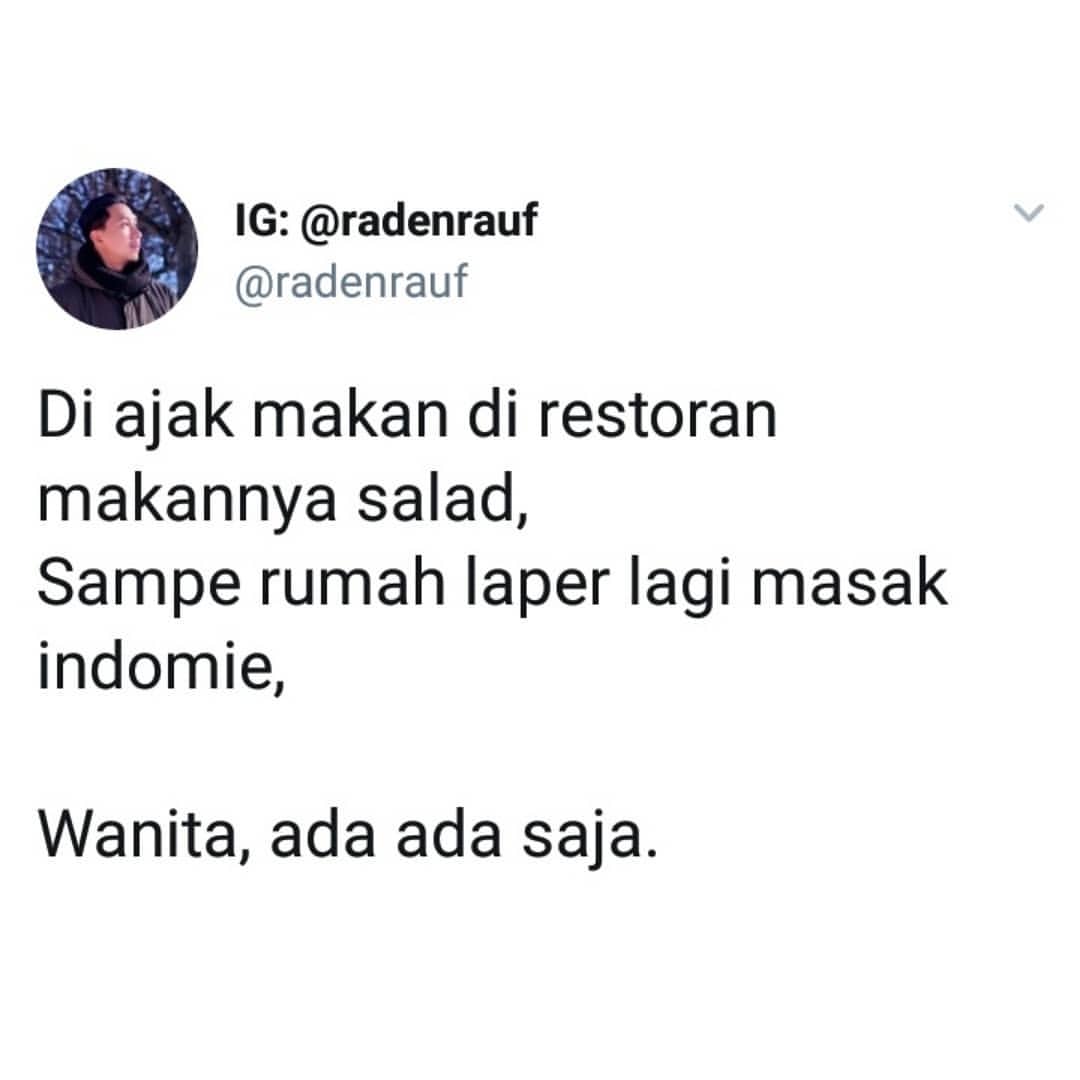 IG: @radenrauf
@radenrauf
Di ajak makan di restoran
makannya salad,
Sampe rumah laper lagi masak
indomie,
Wanita, ada ada saja.